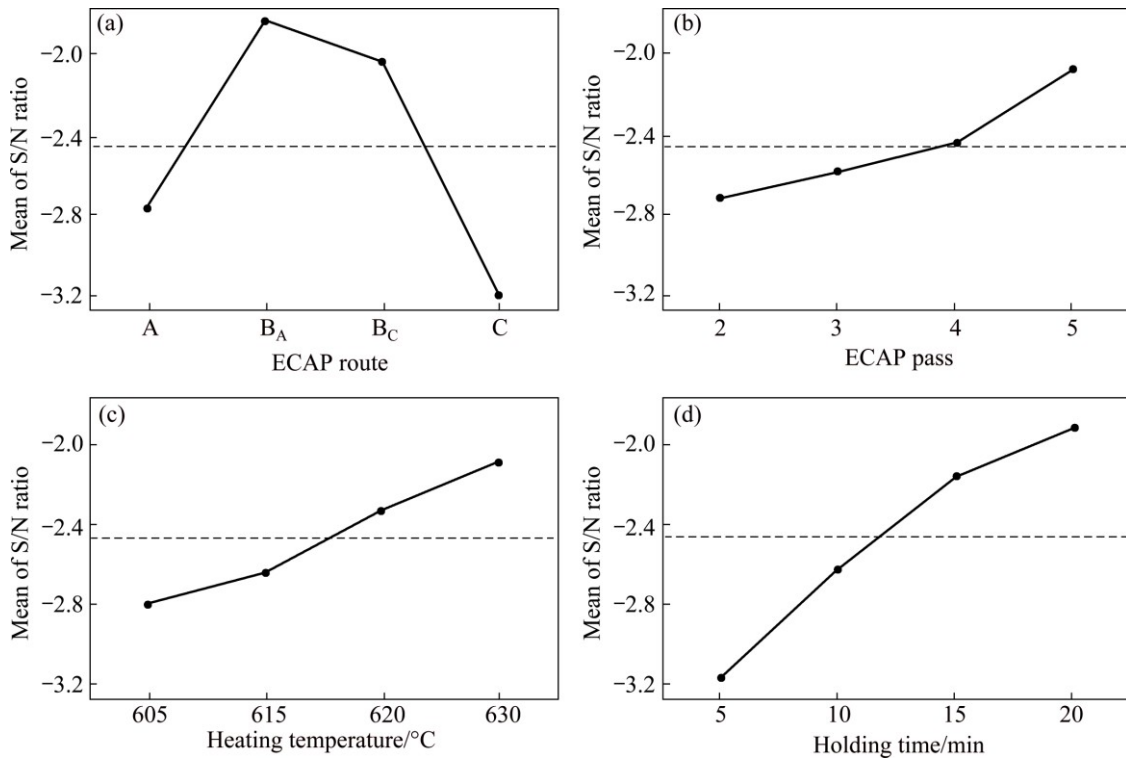 (a)
Mean of S/N ratio
−2.0
−2.4
−2.8
−3.2
A B_A B_C C
ECAP route
(b)
Mean of S/N ratio
−2.0
−2.4
−2.8
−3.2
2 3 4 5
ECAP pass
(c)
Mean of S/N ratio
−2.0
−2.4
−2.8
−3.2
605 615 620 630
Heating temperature/°C
(d)
Mean of S/N ratio
−2.0
−2.4
−2.8
−3.2
5 10 15 20
Holding time/min